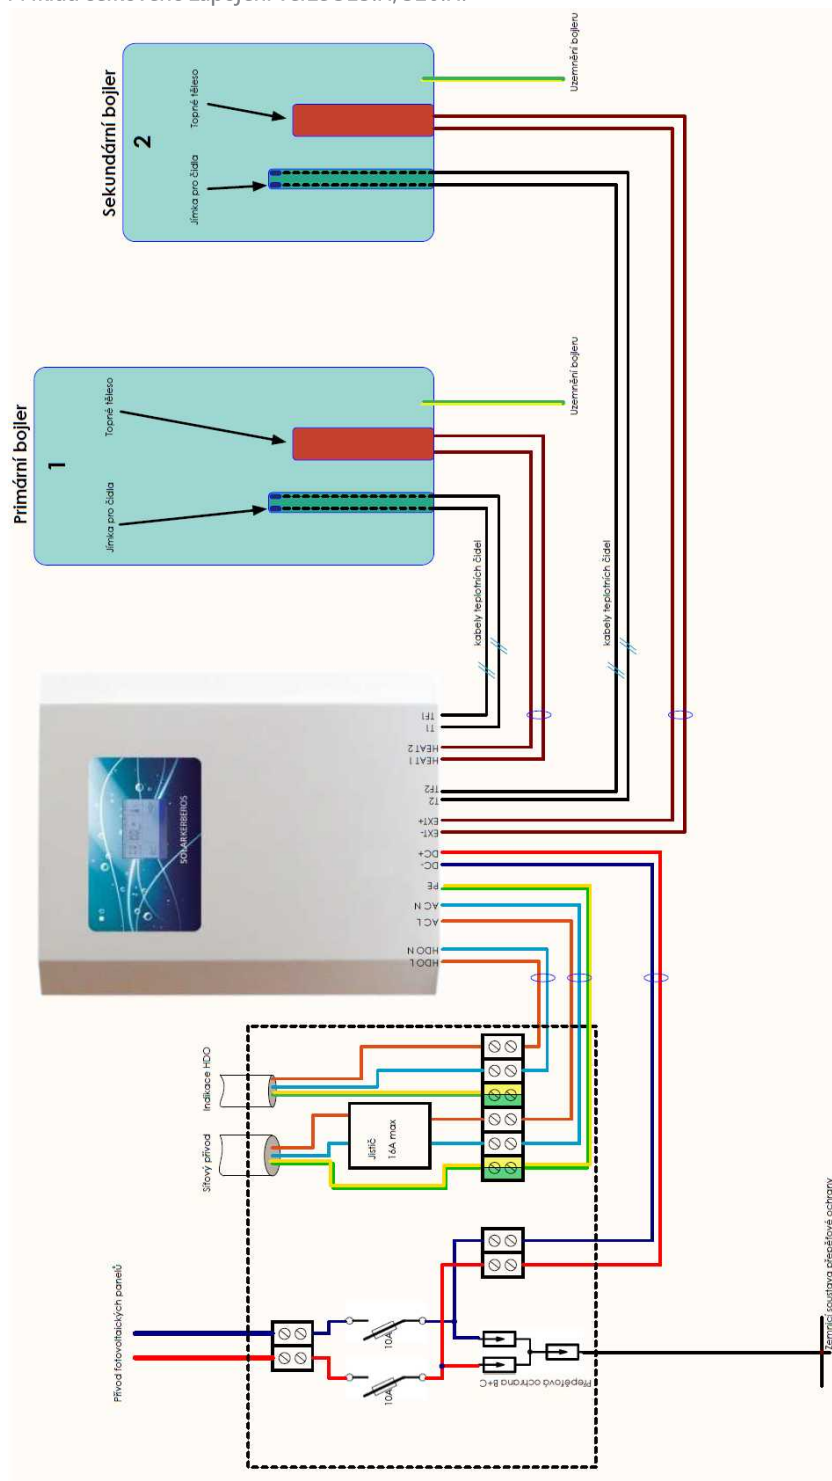 Sekundární bojler
2
Topné těleso
Jímka pro čidla
Uzemnění bojleru
Primární bojler
1
Topné těleso
Jímka pro čidla
Uzemnění bojleru
kabely teplotních čidel
kabely teplotních čidel
SOLARKERBEROS
TF1
T1
HEAT 2
HEAT 1
TF2
T2
EXT+
EXT-
DC+
DC-
PE
AC N
AC L
HDO N
HDO L
Indikace HDO
Síťový přívod
Jistič
16A max
Přívod fotovoltaických panelů
10A
10A
Přepěťová ochrana B+C
Zemnící soustava přepěťové ochrany